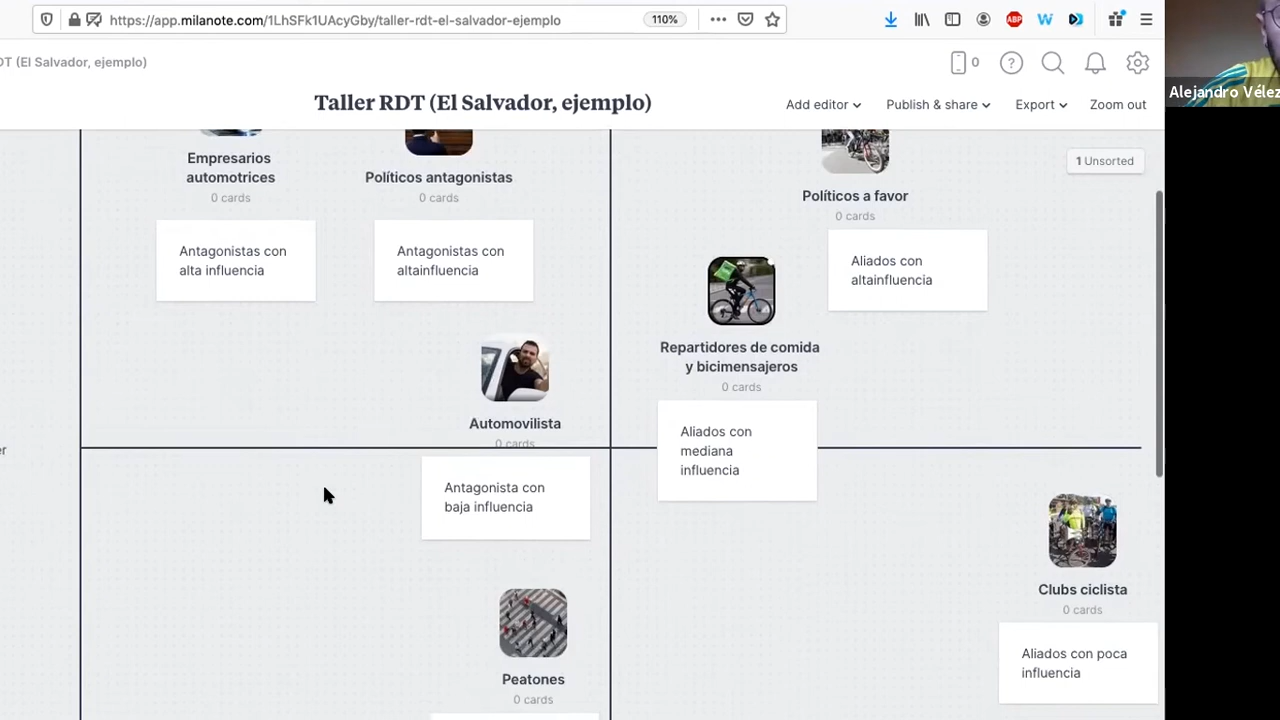 https://app.milanote.com/1LhSFk1UAcyGby/taller-rdt-el-salvador-ejemplo
110%
ABP
(El Salvador, ejemplo)
0
Taller RDT (El Salvador, ejemplo)
Add editor
Publish & share
Export
Zoom out
Alejandro
1 Unsorted
Empresarios
automotrices
0 cards
Políticos antagonistas
0 cards
Políticos a favor
0 cards
Antagonistas con
alta influencia
Antagonistas con
altainfluencia
Aliados con
altainfluencia
Repartidores de comida
y bicimensajeros
0 cards
Automovilista
0 cards
Aliados con
mediana
influencia
Antagonista con
baja influencia
Clubs ciclista
0 cards
Aliados con poca
influencia
Peatones
0 cards